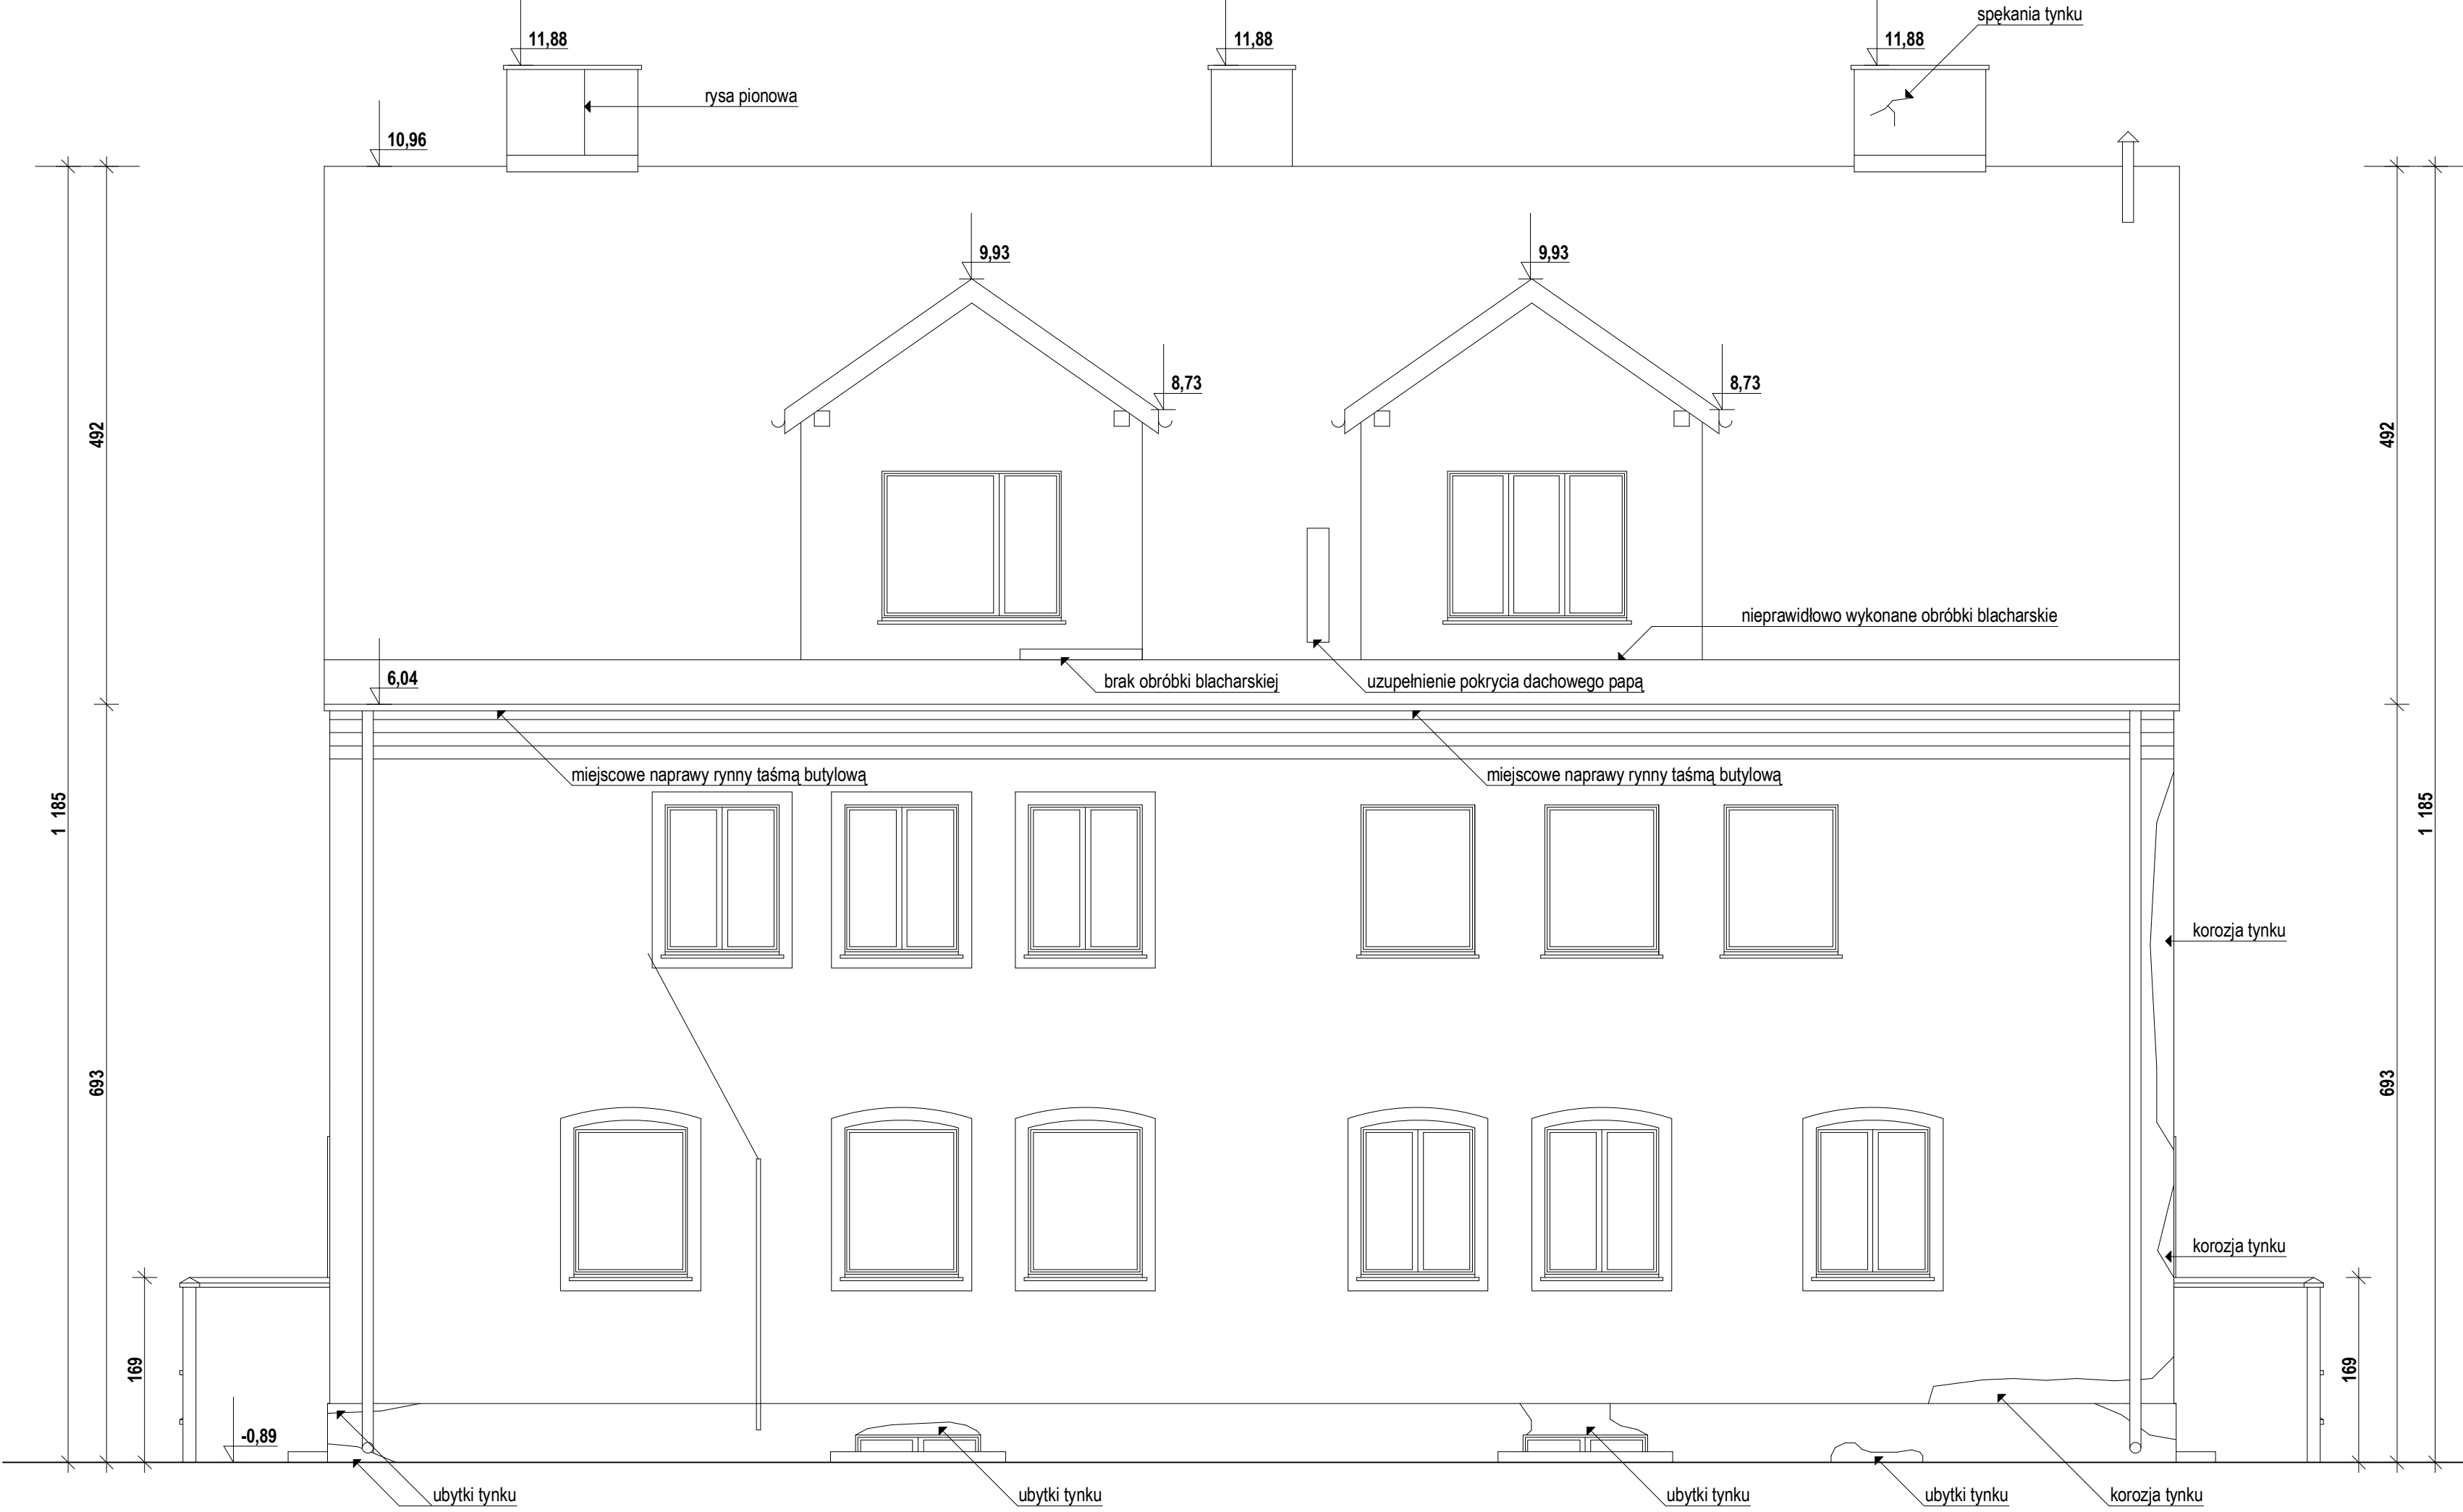 spękania tynku
11,88
11,88
11,88
rysa pionowa
10,96
9,93
9,93
8,73
8,73
492
492
nieprawidłowo wykonane obróbki blacharskie
6,04
brak obróbki blacharskiej
uzupełnienie pokrycia dachowego papą
miejscowe naprawy rynny taśmą butylową
miejscowe naprawy rynny taśmą butylową
1 185
1 185
korozja tynku
693
693
korozja tynku
169
169
-0,89
ubytki tynku
ubytki tynku
ubytki tynku
ubytki tynku
korozja tynku